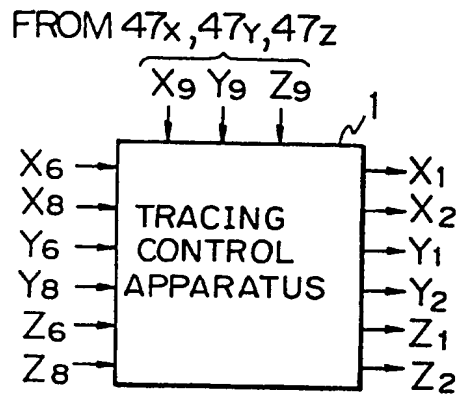 FROM 47X, 47Y, 47Z
X9 Y9 Z9
1
X6
X8
Y6
Y8
Z6
Z8
TRACING
CONTROL
APPARATUS
X1
X2
Y1
Y2
Z1
Z2